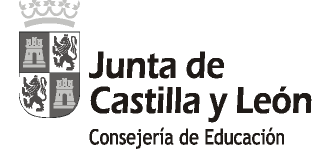 Junta de
Castilla y León
Consejería de Educación